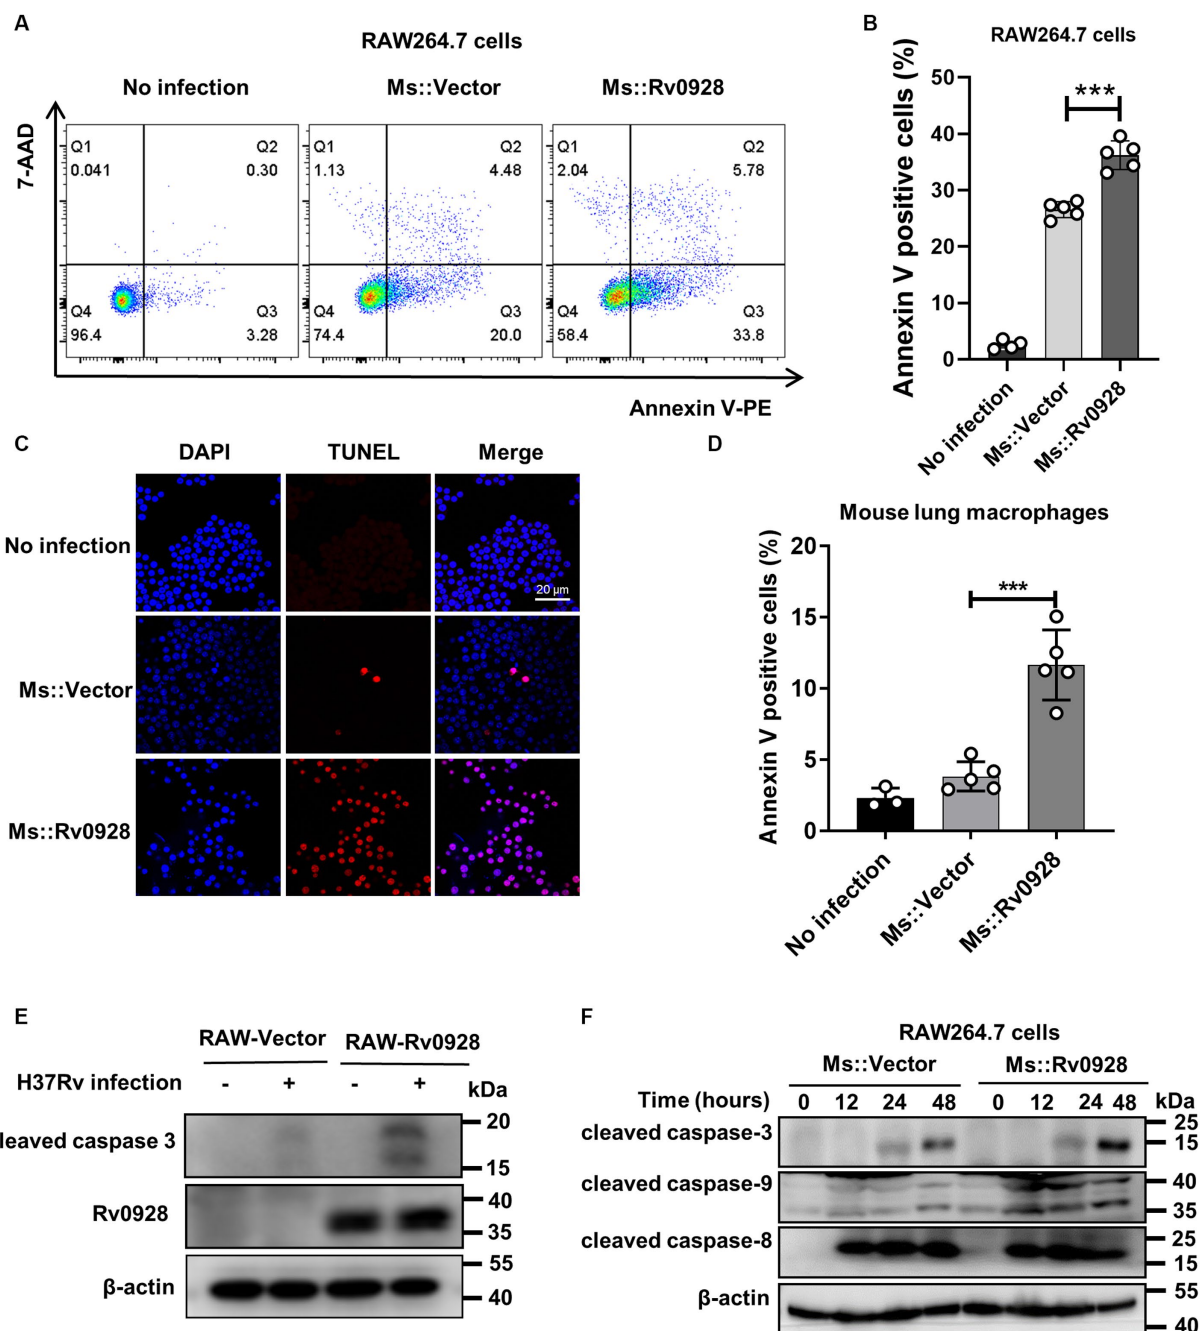 A
RAW264.7 cells
No infection
Ms::Vector
Ms::Rv0928
7-AAD
Q1
0.041
Q2
0.30
Q4
96.4
Q3
3.28
Q1
1.13
Q2
4.48
Q4
74.4
Q3
20.0
Q1
2.04
Q2
5.78
Q4
58.4
Q3
33.8
Annexin V-PE
B
RAW264.7 cells
Annexin V positive cells (%)
50
40
30
20
10
0
***
No infection
Ms::Vector
Ms::Rv0928
C
DAPI TUNEL Merge
No infection
20 µm
Ms::Vector
Ms::Rv0928
D
Mouse lung macrophages
Annexin V positive cells (%)
20
15
10
5
0
***
No infection
Ms::Vector
Ms::Rv0928
E
RAW-Vector RAW-Rv0928
H37Rv infection - + - + kDa
leaved caspase 3
20
15
Rv0928
40
35
β-actin
55
40
F
RAW264.7 cells
Ms::Vector Ms::Rv0928
Time (hours) 0 12 24 48 0 12 24 48 kDa
cleaved caspase-3
25
15
cleaved caspase-9
40
35
cleaved caspase-8
25
15
β-actin
55
40